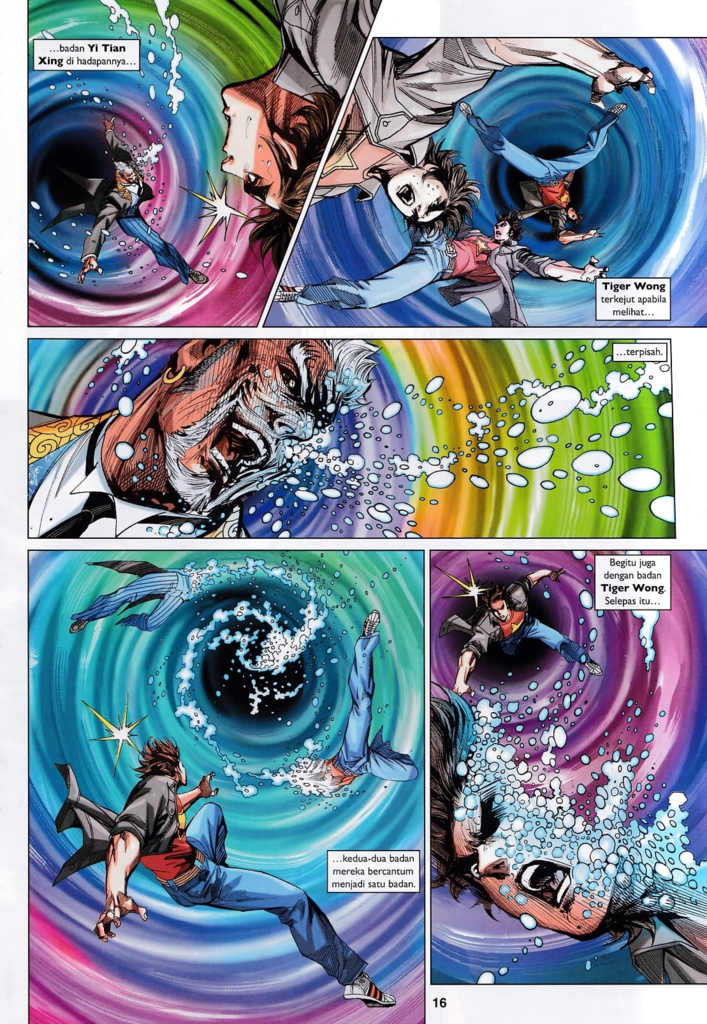 Tiger Wong
terkejut apabila
melihat…
…badan Yi Tian
Xing di hadapannya…
…terpisah.
Begitu juga
dengan badan
Tiger Wong.
Selepas itu…
…kedua-dua badan
mereka bercantum
menjadi satu badan.
16